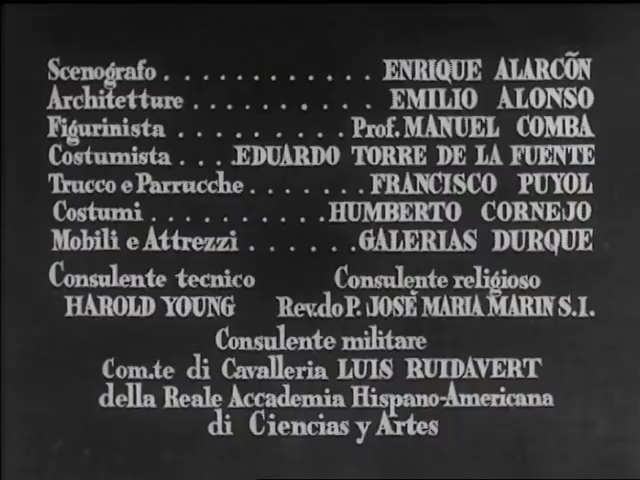 Scenografo . . . . . . . . . . . . ENRIQUE ALARCÕN
Architetture . . . . . . . . . . EMILIO ALONSO
Figurinista . . . . . . . . . Prof. MANUEL COMBA
Costumista . . . . EDUARDO TORRE DE LA FUENTE
Trucco e Parrucche . . . . . . . FRANCISCO PUYOL
Costumi . . . . . . . . . . HUMBERTO CORNEJO
Mobili e Attrezzi . . . . . . GALERIAS DURQUE
Consulente tecnico Consulente religioso
HAROLD YOUNG Rev.do P. JOSÉ MARIA MARIN S.I.
Consulente militare
Com.te di Cavalleria LUIS RUIDAVERT
della Reale Accademia Hispano-Americana
di Ciencias y Artes